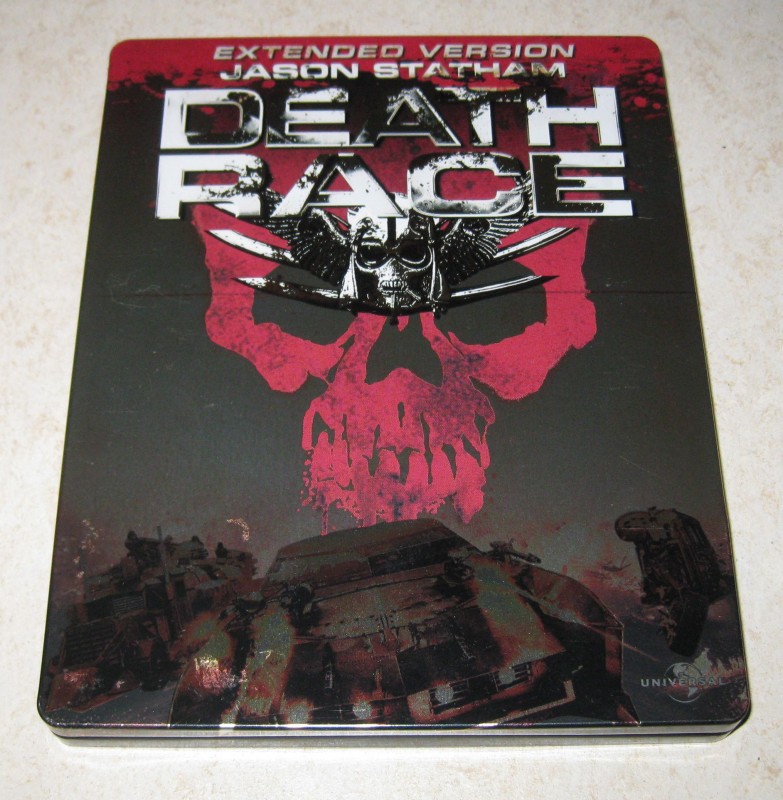 EXTENDED VERSION
JASON STATHAM
DEATH
RACE
UNIVERSAL